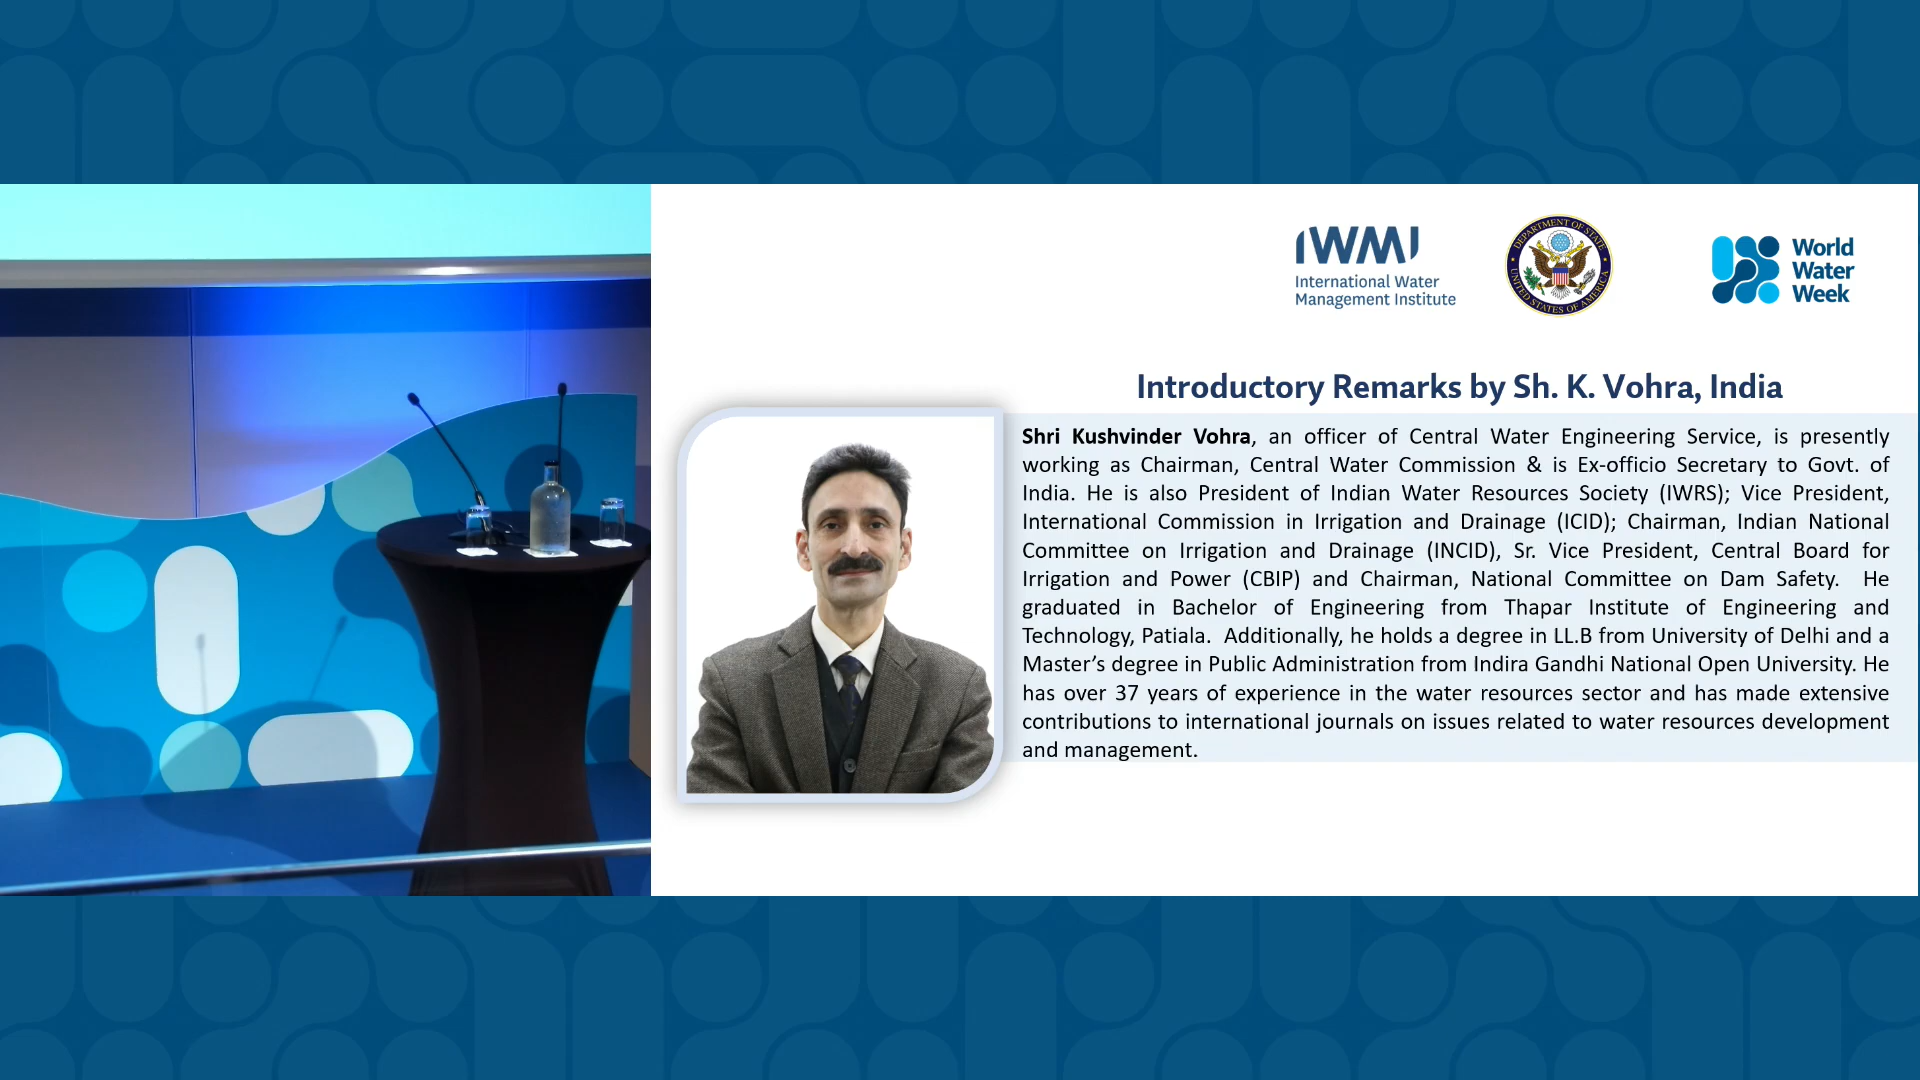 IWMI
International Water
Management Institute
DEPARTMENT OF STATE
UNITED STATES OF AMERICA
World
Water
Week
Introductory Remarks by Sh. K. Vohra, India
Shri Kushvinder Vohra, an officer of Central Water Engineering Service, is presently
working as Chairman, Central Water Commission & is Ex-officio Secretary to Govt. of
India. He is also President of Indian Water Resources Society (IWRS); Vice President,
International Commission in Irrigation and Drainage (ICID); Chairman, Indian National
Committee on Irrigation and Drainage (INCID), Sr. Vice President, Central Board for
Irrigation and Power (CBIP) and Chairman, National Committee on Dam Safety. He
graduated in Bachelor of Engineering from Thapar Institute of Engineering and
Technology, Patiala. Additionally, he holds a degree in LL.B from University of Delhi and a
Master’s degree in Public Administration from Indira Gandhi National Open University. He
has over 37 years of experience in the water resources sector and has made extensive
contributions to international journals on issues related to water resources development
and management.